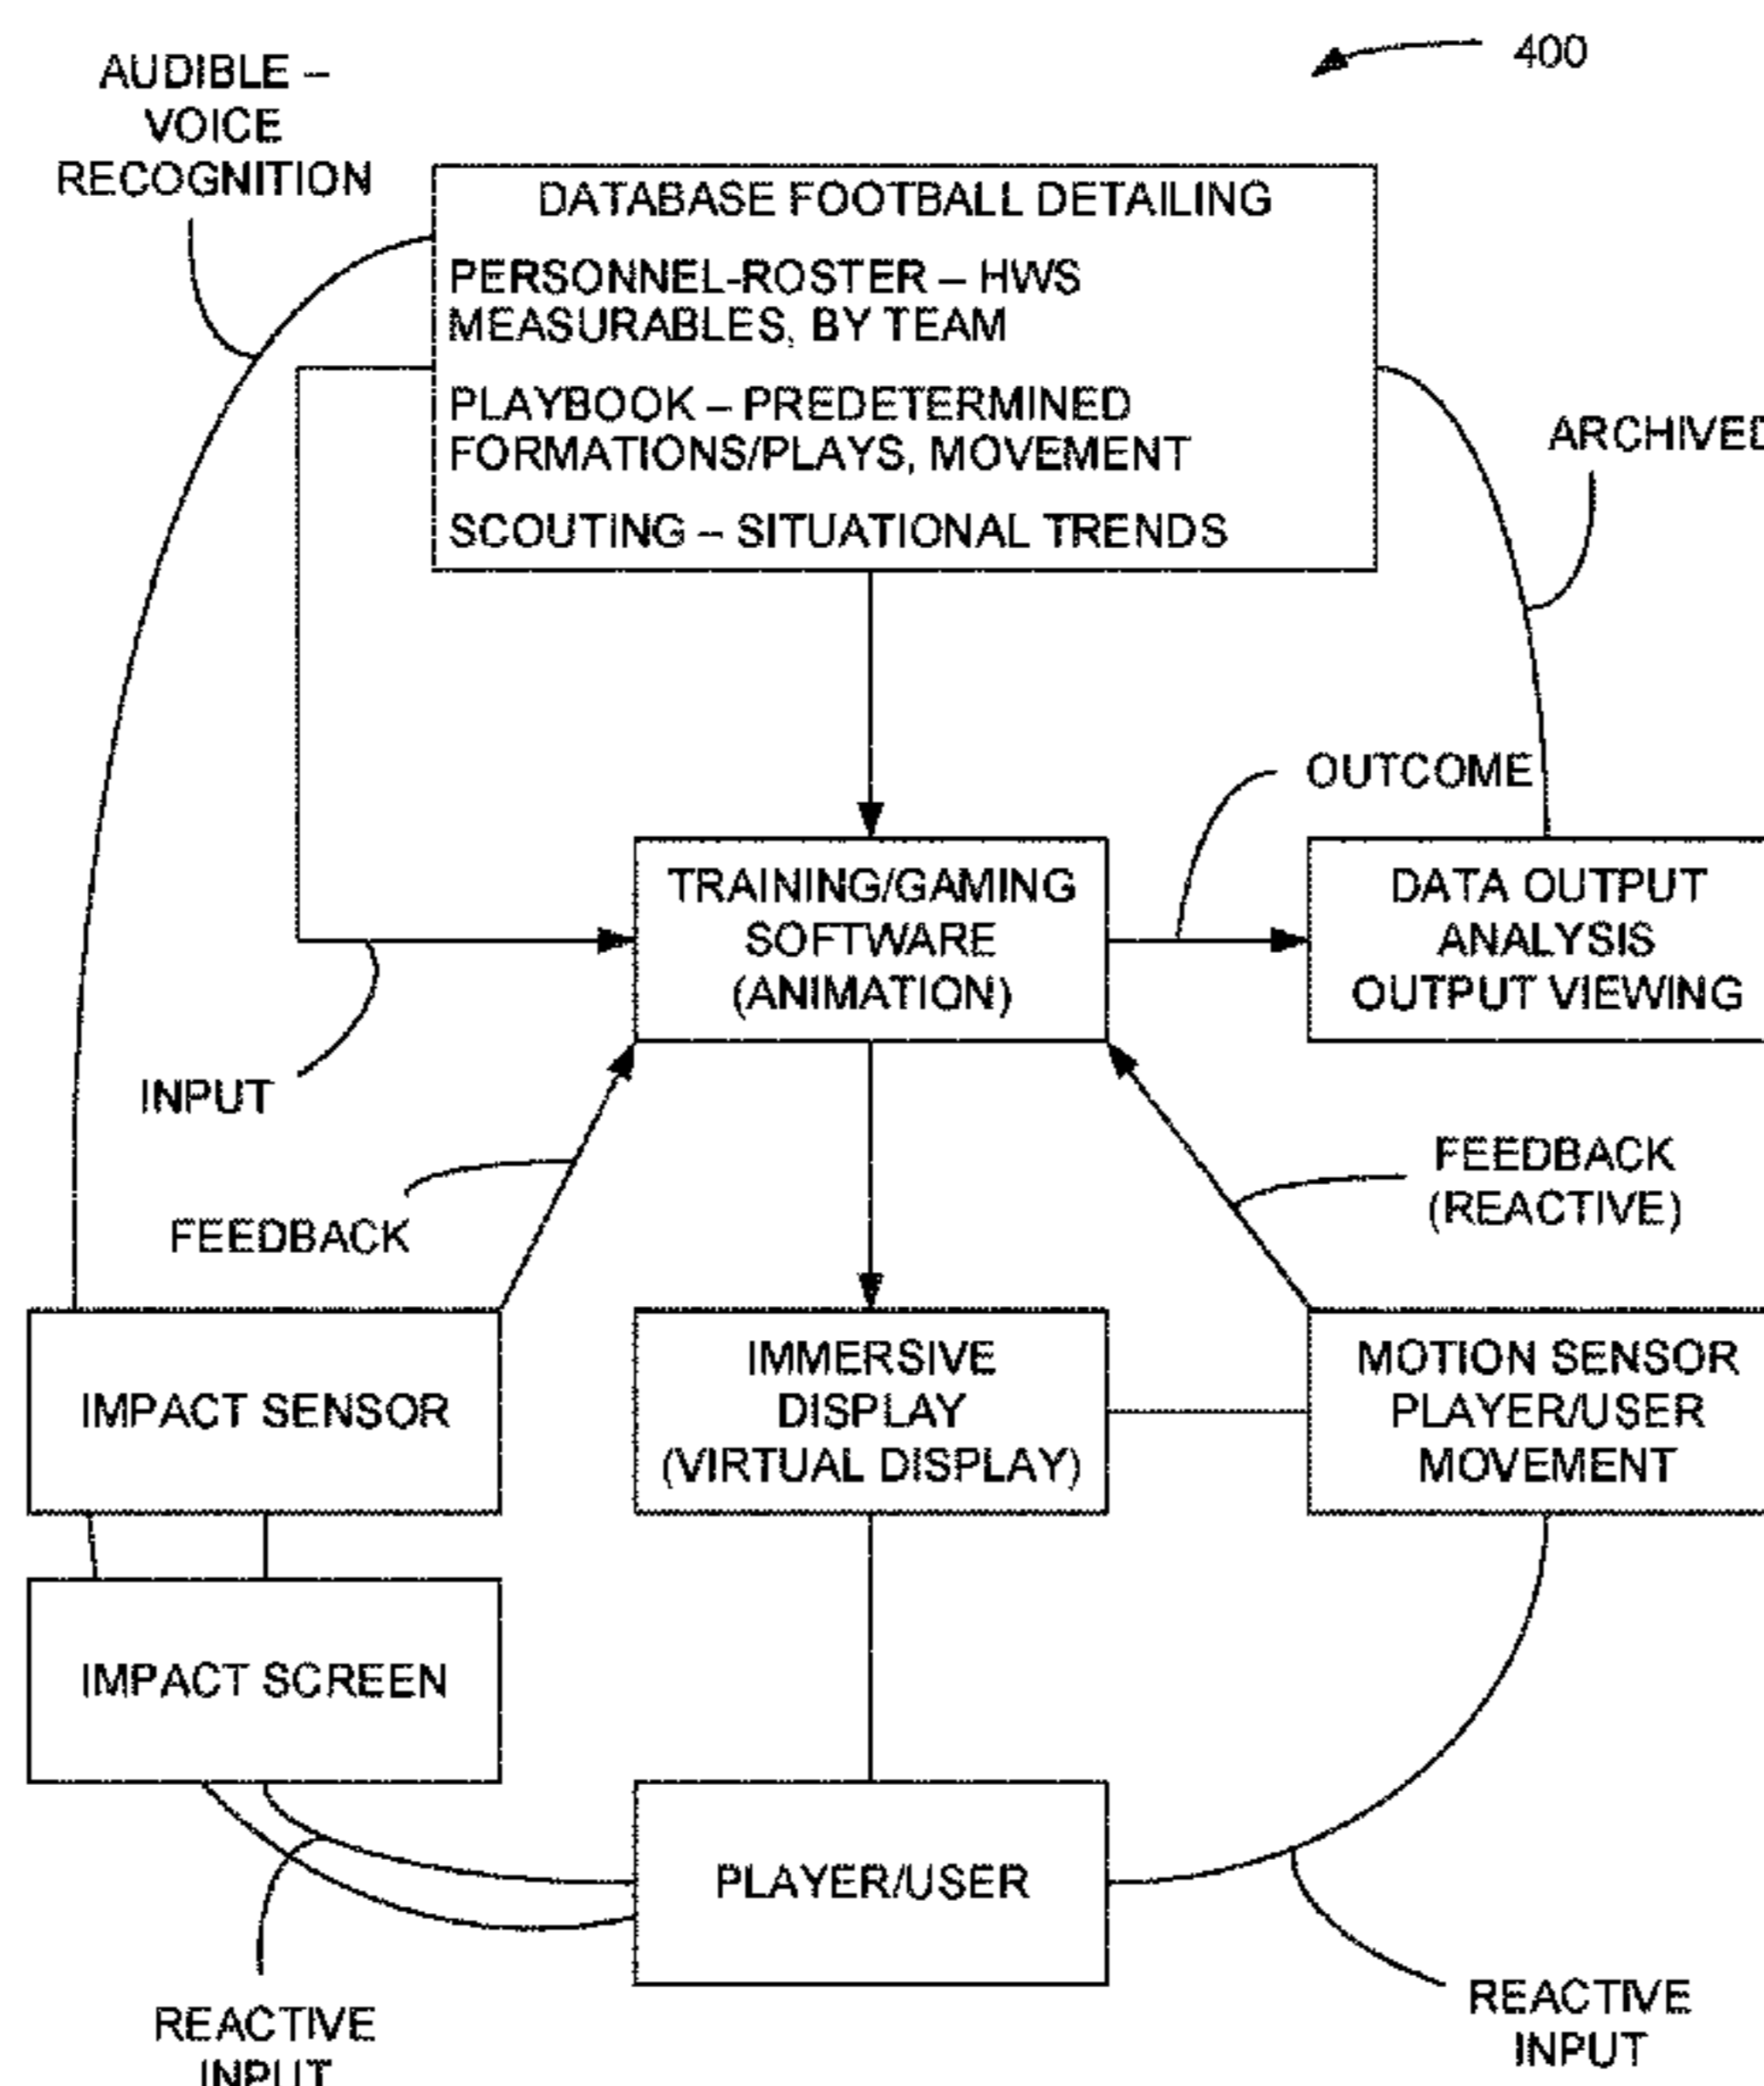 400
AUDIBLE –
VOICE
RECOGNITION
DATABASE FOOTBALL DETAILING
PERSONNEL-ROSTER – HWS
MEASURABLES, BY TEAM
PLAYBOOK – PREDETERMINED
FORMATIONS/PLAYS, MOVEMENT
SCOUTING – SITUATIONAL TRENDS
ARCHIVED
OUTCOME
TRAINING/GAMING
SOFTWARE
(ANIMATION)
DATA OUTPUT
ANALYSIS
OUTPUT VIEWING
INPUT
FEEDBACK
FEEDBACK
(REACTIVE)
IMPACT SENSOR
IMMERSIVE
DISPLAY
(VIRTUAL DISPLAY)
MOTION SENSOR
PLAYER/USER
MOVEMENT
IMPACT SCREEN
PLAYER/USER
REACTIVE
INPUT
REACTIVE
INPUT